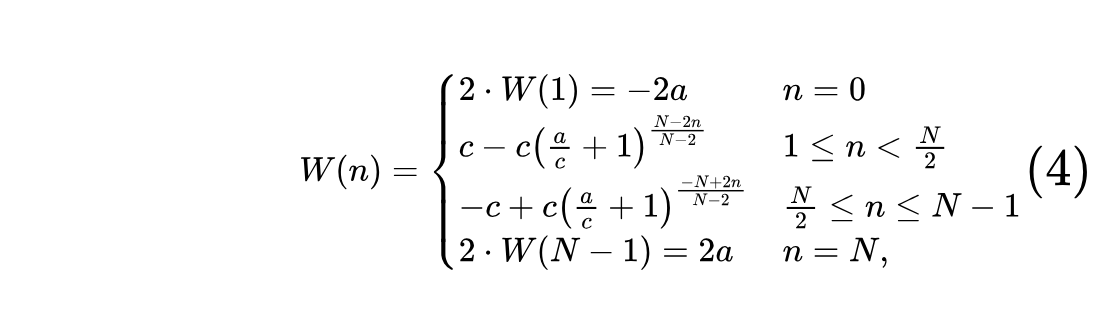 W(n) = { 2 · W(1) = −2a    n = 0
c − c(a/c + 1)^((N−2n)/(N−2))    1 ≤ n < N/2
−c + c(a/c + 1)^((−N+2n)/(N−2))    N/2 ≤ n ≤ N − 1
2 · W(N − 1) = 2a    n = N,
(4)